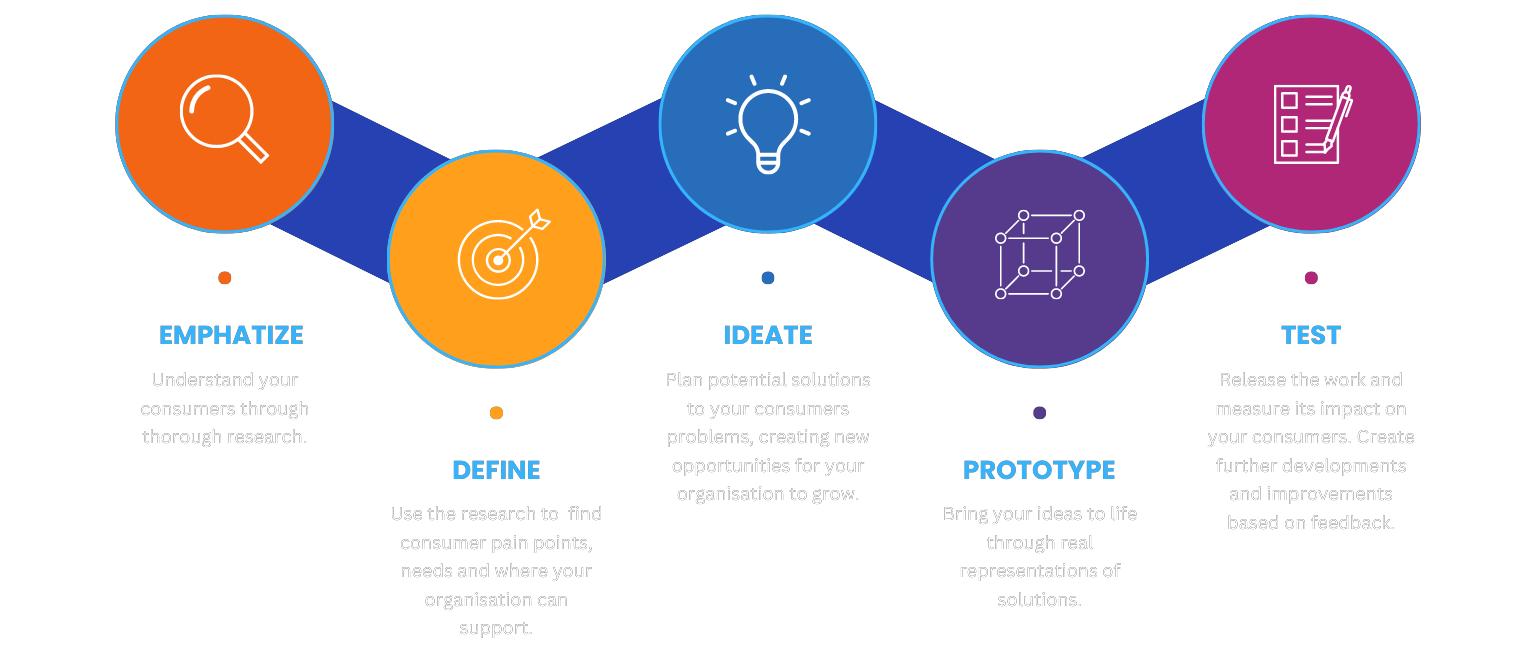 EMPHATIZE
Understand your
consumers through
thorough research.
DEFINE
Use the research to find
consumer pain points,
needs and where your
organisation can
support.
IDEATE
Plan potential solutions
to your consumers
problems, creating new
opportunities for your
organisation to grow.
PROTOTYPE
Bring your ideas to life
through real
representations of
solutions.
TEST
Release the work and
measure its impact on
your consumers. Create
further developments
and improvements
based on feedback.